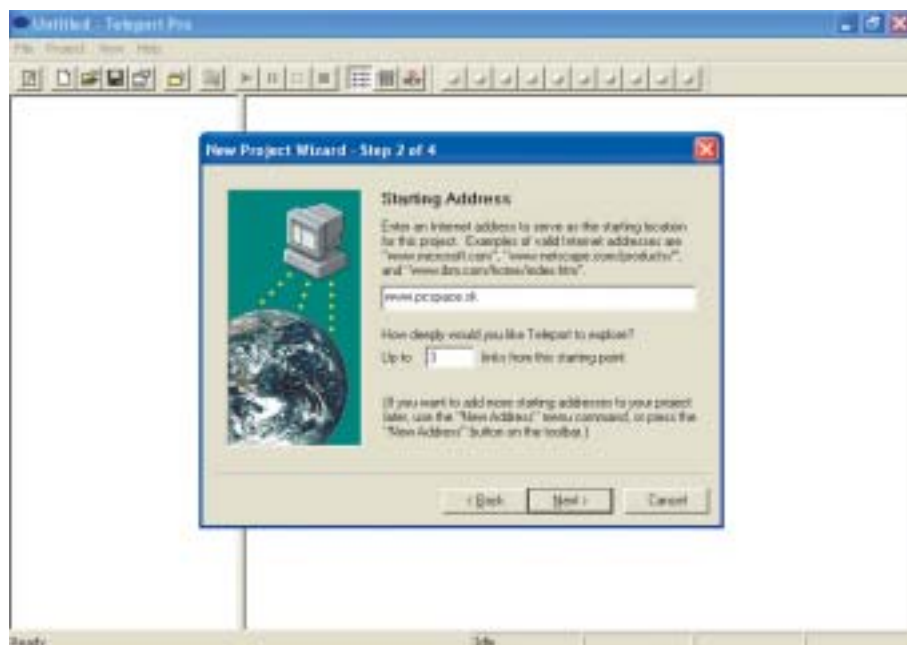 Untitled - Teleport Pro
File Project View Help
New Project Wizard - Step 2 of 4
Starting Address
Enter an Internet address to serve as the starting location
for this project. Examples of valid Internet addresses are
"www.microsoft.com", "www.netscape.com/products/",
and "www.ibm.com/home/index.htm".
www.pcspace.sk
How deeply would you like Teleport to explore?
Up to 3 links from this starting point
(If you want to add more starting addresses to your project
later, use the "New Address" menu command, or press the
"New Address" button on the toolbar.)
< Back Next > Cancel
Ready Idle